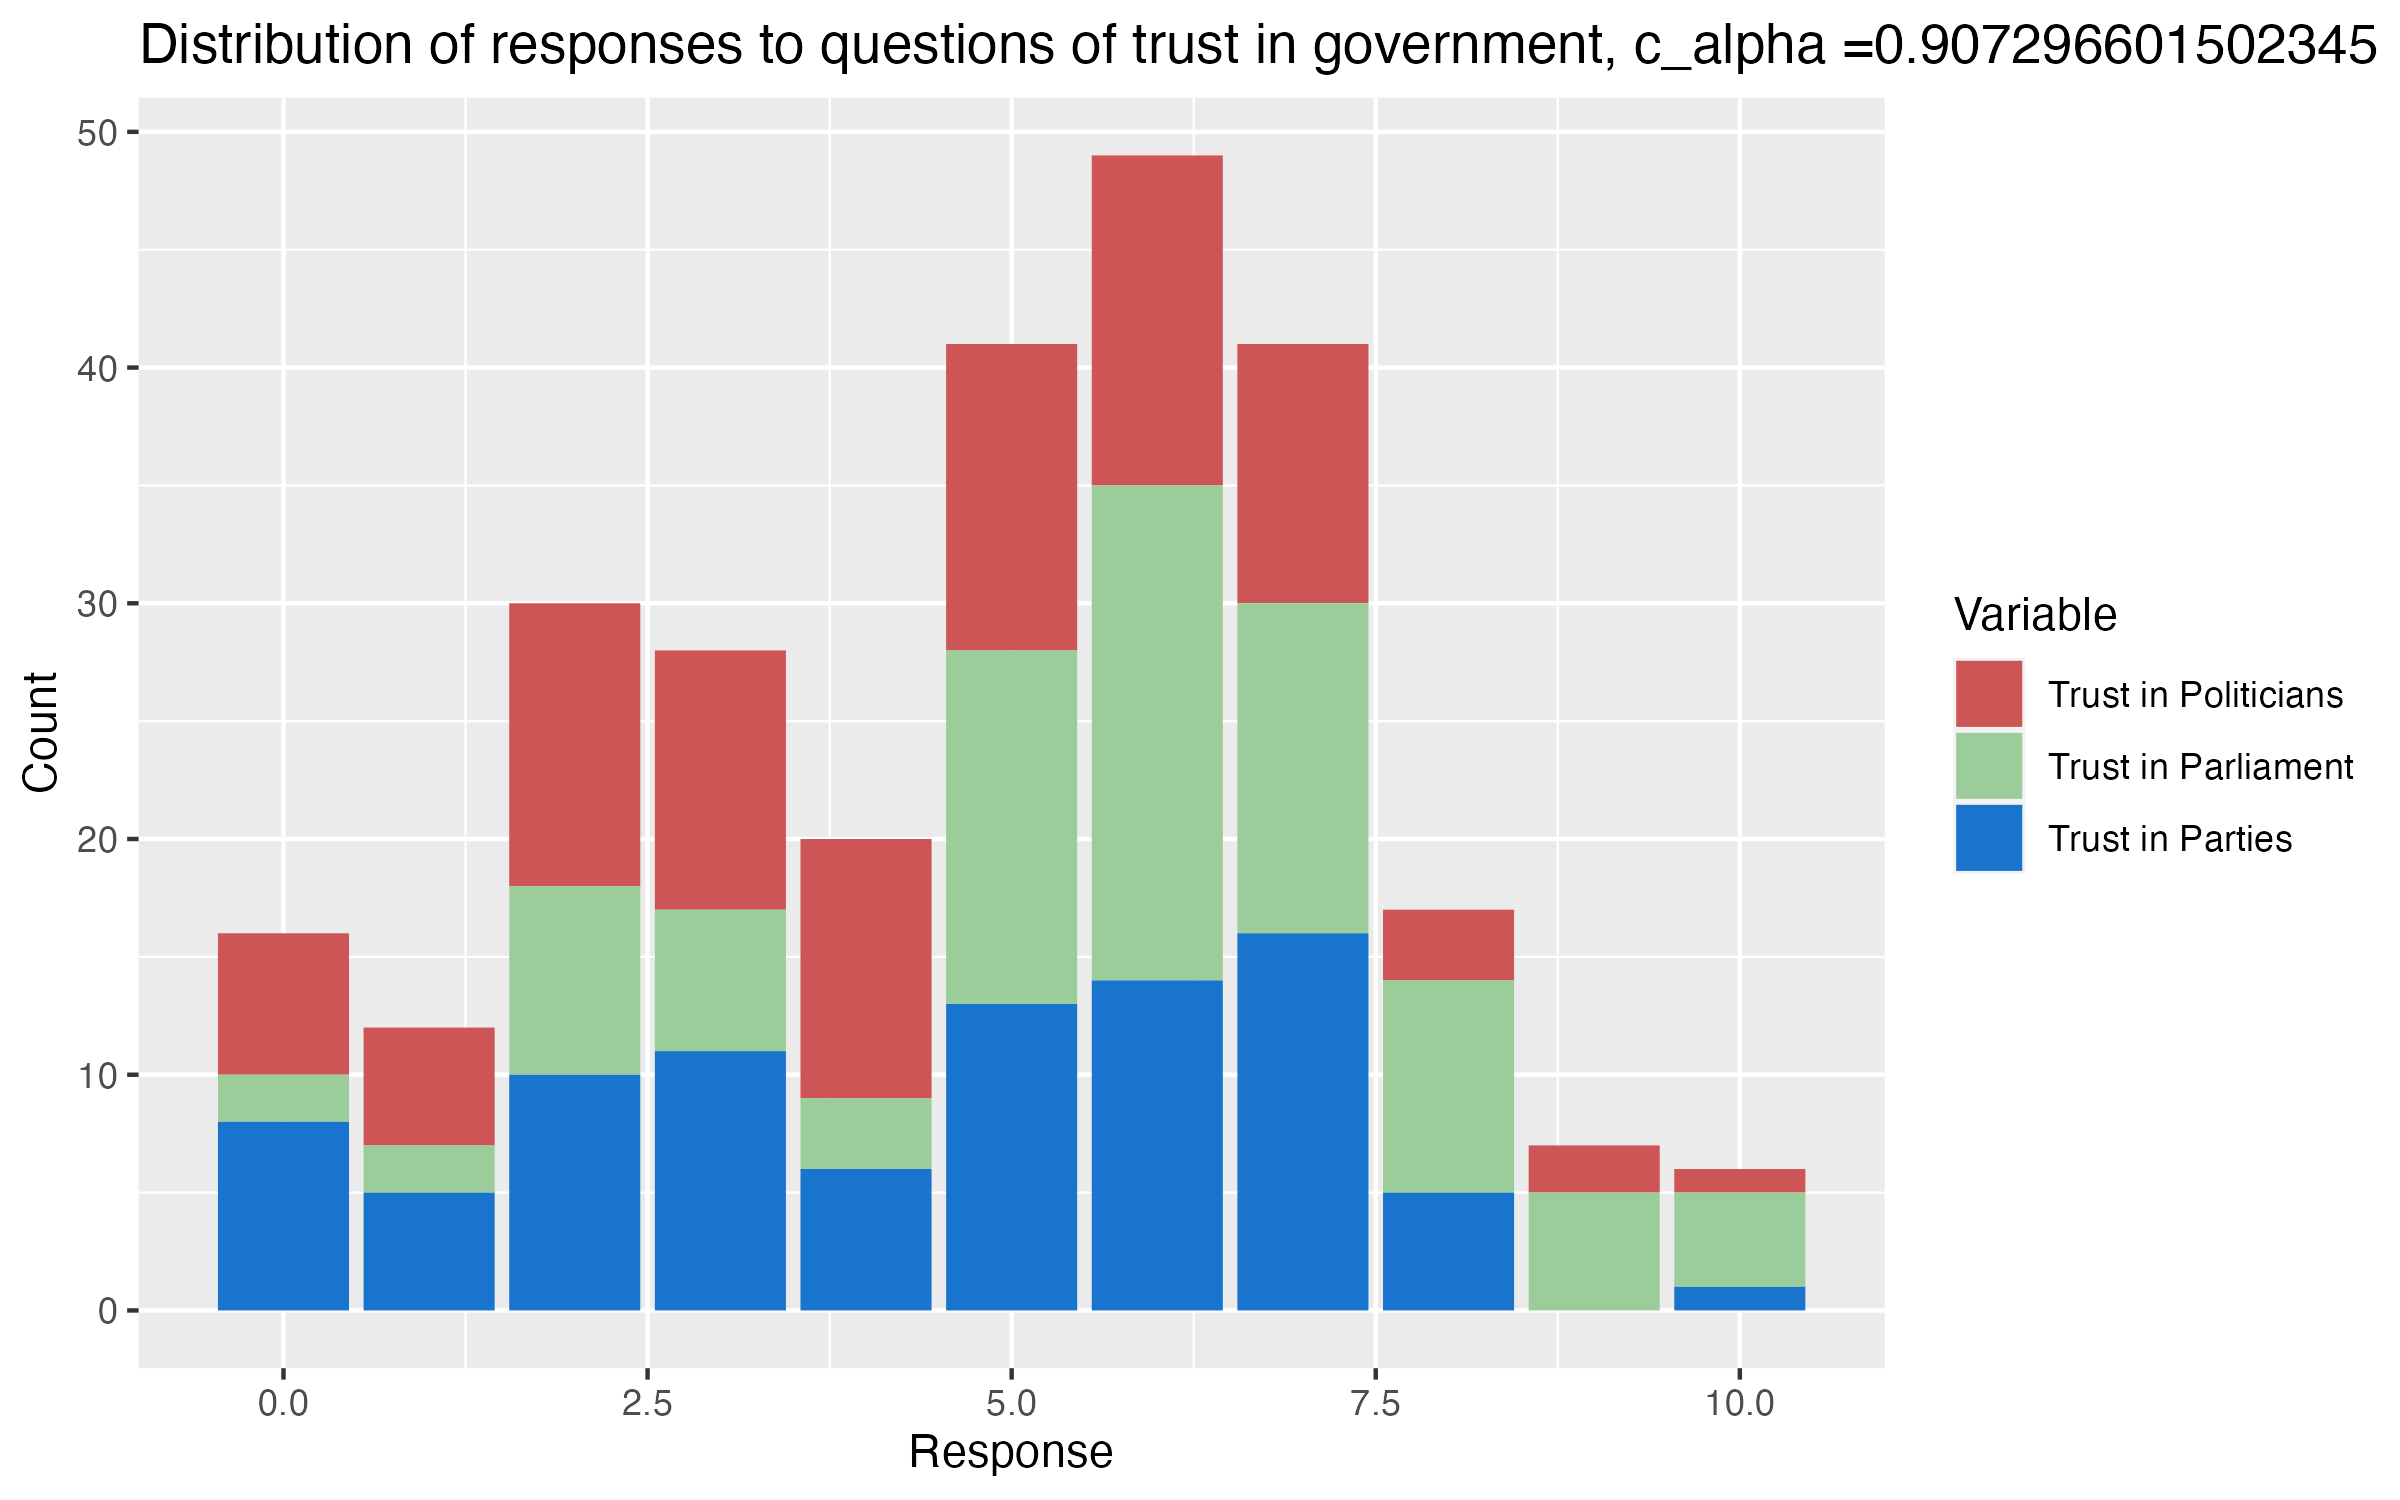 Distribution of responses to questions of trust in government, c_alpha =0.907296601502345
50
40
30
20
10
0
Count
0.0 2.5 5.0 7.5 10.0
Response
Variable
Trust in Politicians
Trust in Parliament
Trust in Parties